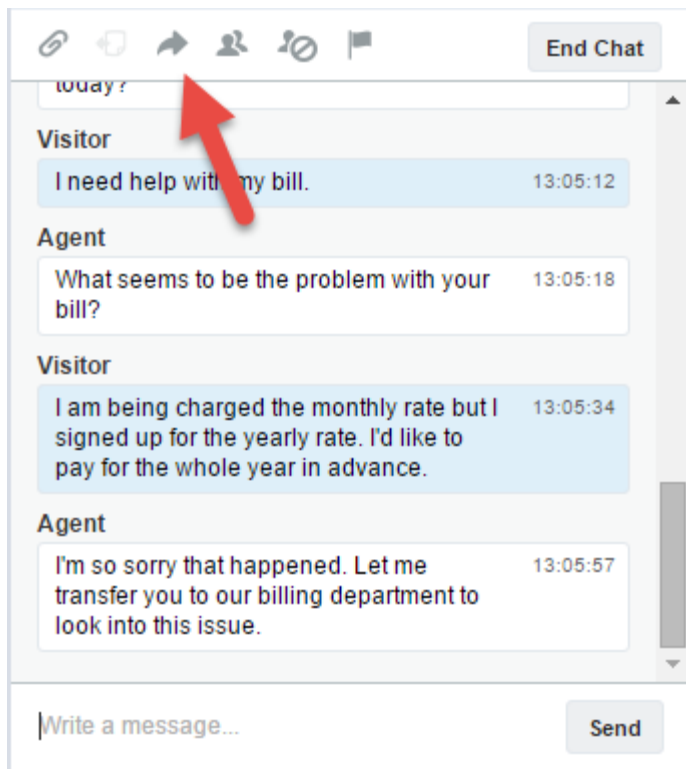 End Chat
today?
Visitor
I need help with my bill. 13:05:12
Agent
What seems to be the problem with your 13:05:18
bill?
Visitor
I am being charged the monthly rate but I 13:05:34
signed up for the yearly rate. I'd like to
pay for the whole year in advance.
Agent
I'm so sorry that happened. Let me 13:05:57
transfer you to our billing department to
look into this issue.
Write a message...
Send